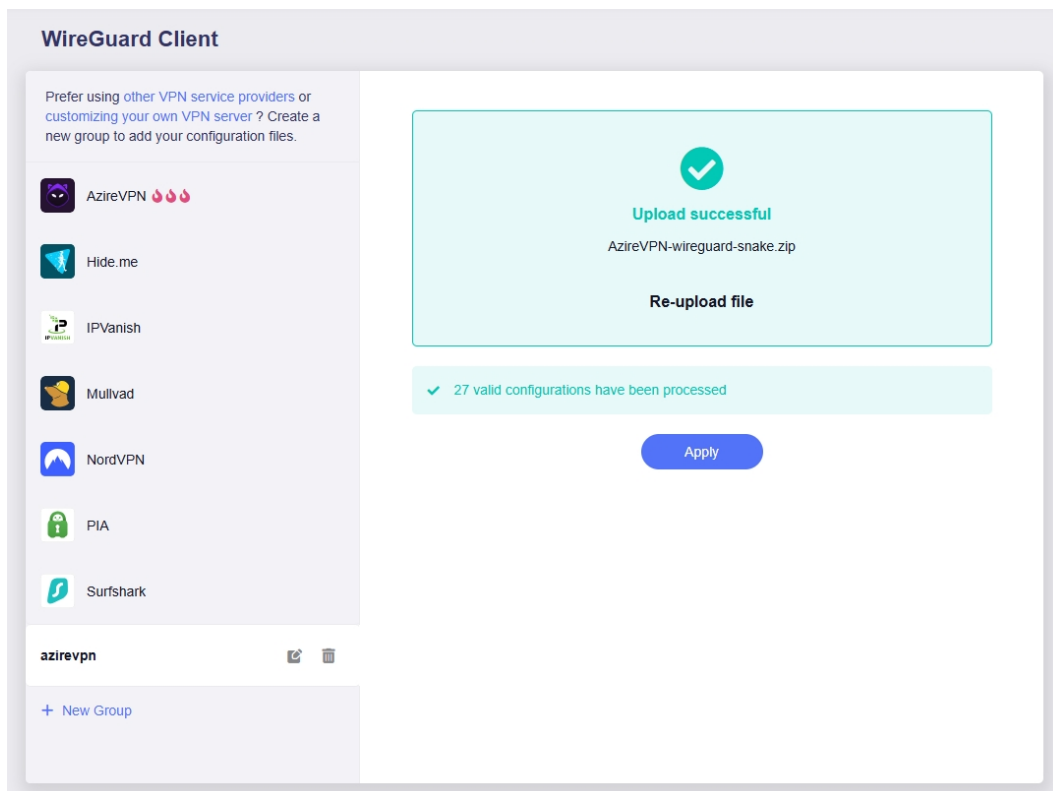 WireGuard Client
Prefer using other VPN service providers or
customizing your own VPN server ? Create a
new group to add your configuration files.
AzireVPN
Hide.me
IPVanish
Mullvad
NordVPN
PIA
Surfshark
azirevpn
+ New Group
Upload successful
AzireVPN-wireguard-snake.zip
Re-upload file
27 valid configurations have been processed
Apply